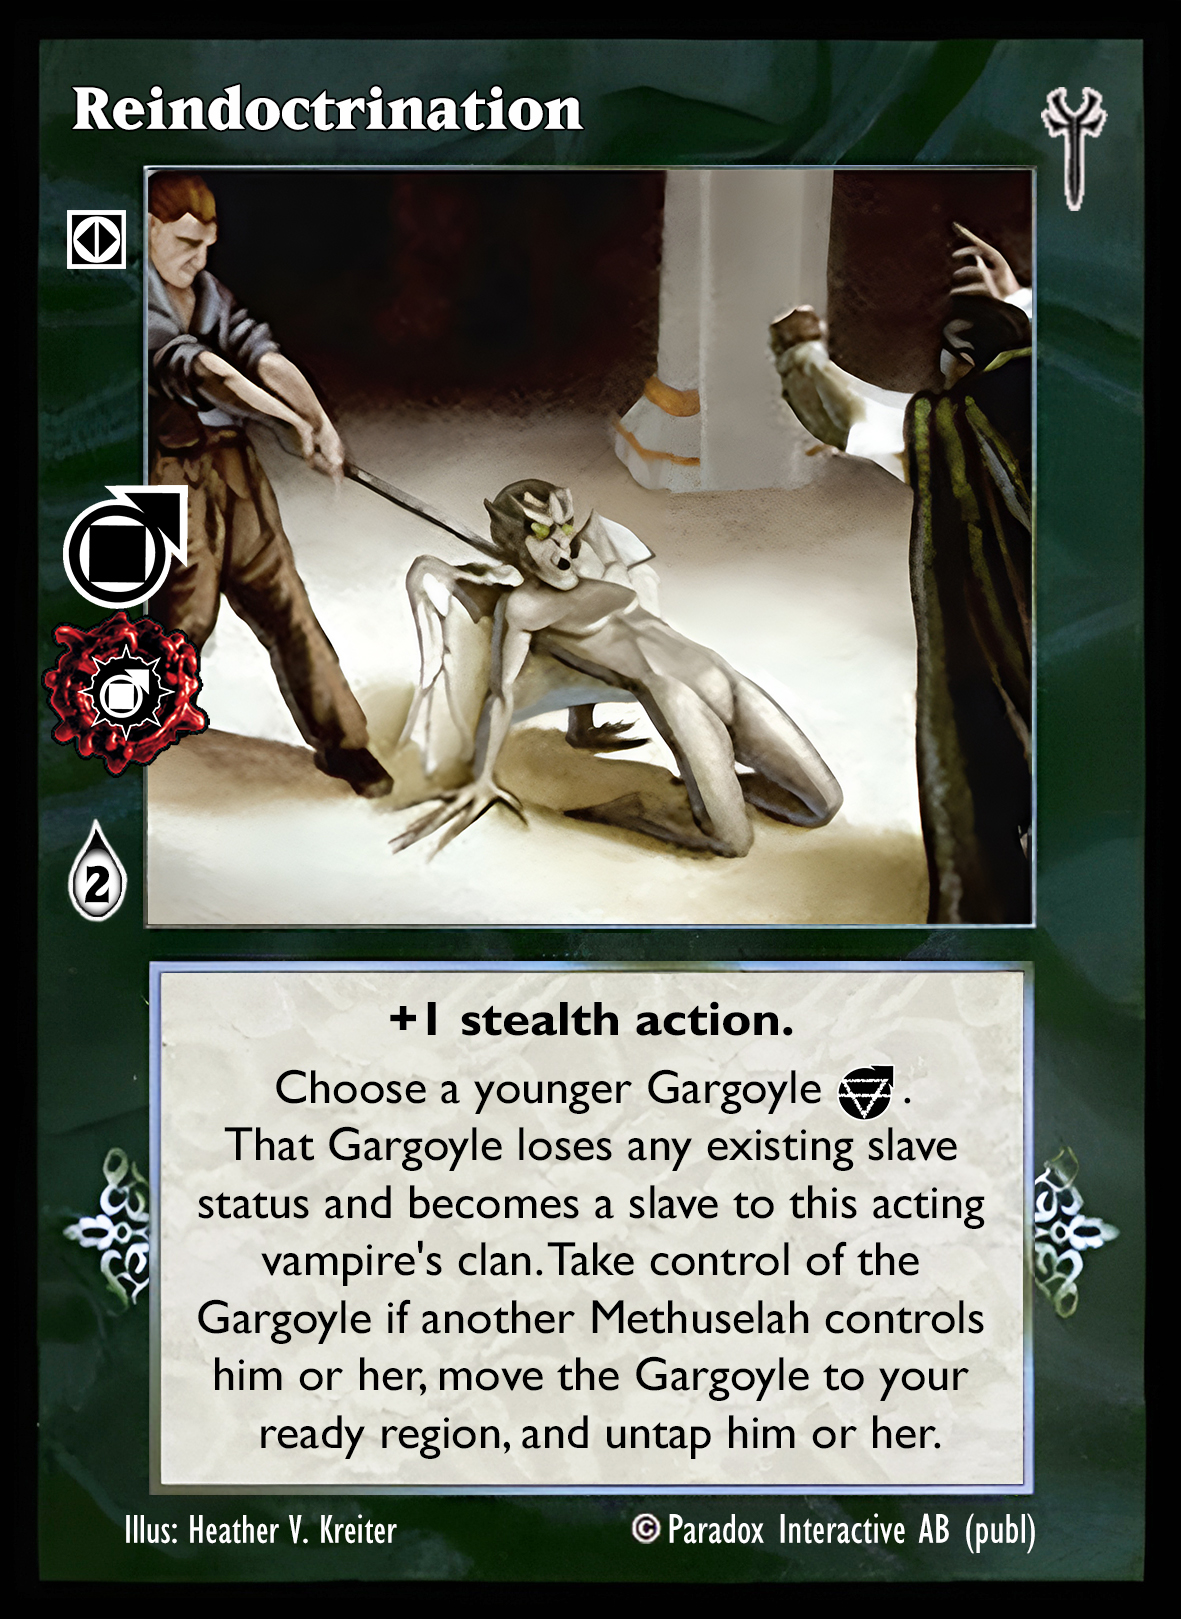 Reindoctrination
2
+1 stealth action.
Choose a younger Gargoyle .
That Gargoyle loses any existing slave
status and becomes a slave to this acting
vampire's clan. Take control of the
Gargoyle if another Methuselah controls
him or her, move the Gargoyle to your
ready region, and untap him or her.
Illus: Heather V. Kreiter
© Paradox Interactive AB (publ)